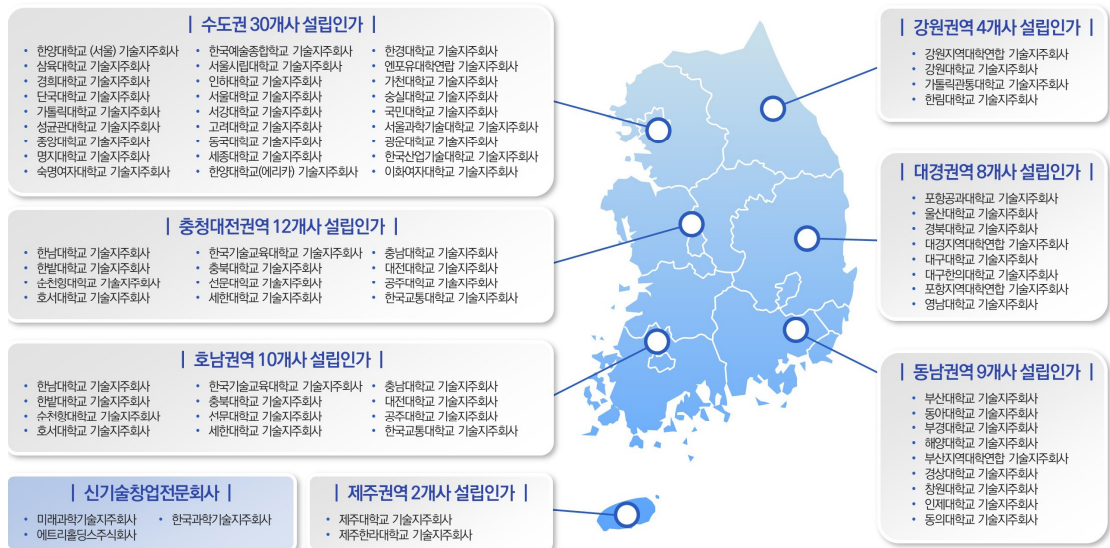 | 수도권 30개사 설립인가 |
• 한양대학교 (서울) 기술지주회사
• 삼육대학교 기술지주회사
• 경희대학교 기술지주회사
• 단국대학교 기술지주회사
• 가톨릭대학교 기술지주회사
• 성균관대학교 기술지주회사
• 중앙대학교 기술지주회사
• 명지대학교 기술지주회사
• 숙명여자대학교 기술지주회사
• 한국예술종합학교 기술지주회사
• 서울시립대학교 기술지주회사
• 인하대학교 기술지주회사
• 서울대학교 기술지주회사
• 서강대학교 기술지주회사
• 고려대학교 기술지주회사
• 동국대학교 기술지주회사
• 세종대학교 기술지주회사
• 한양대학교(에리카) 기술지주회사
• 한경대학교 기술지주회사
• 엔포유대학연합 기술지주회사
• 가천대학교 기술지주회사
• 숭실대학교 기술지주회사
• 국민대학교 기술지주회사
• 서울과학기술대학교 기술지주회사
• 광운대학교 기술지주회사
• 한국산업기술대학교 기술지주회사
• 이화여자대학교 기술지주회사
| 충청대전권역 12개사 설립인가 |
• 한남대학교 기술지주회사
• 한밭대학교 기술지주회사
• 순천향대학교 기술지주회사
• 호서대학교 기술지주회사
• 한국기술교육대학교 기술지주회사
• 충북대학교 기술지주회사
• 선문대학교 기술지주회사
• 세한대학교 기술지주회사
• 충남대학교 기술지주회사
• 대전대학교 기술지주회사
• 공주대학교 기술지주회사
• 한국교통대학교 기술지주회사
| 호남권역 10개사 설립인가 |
• 한남대학교 기술지주회사
• 한밭대학교 기술지주회사
• 순천향대학교 기술지주회사
• 호서대학교 기술지주회사
• 한국기술교육대학교 기술지주회사
• 충북대학교 기술지주회사
• 선문대학교 기술지주회사
• 세한대학교 기술지주회사
• 충남대학교 기술지주회사
• 대전대학교 기술지주회사
• 공주대학교 기술지주회사
• 한국교통대학교 기술지주회사
| 신기술창업전문회사 |
• 미래과학기술지주회사
• 에트리홀딩스주식회사
• 한국과학기술지주회사
| 제주권역 2개사 설립인가 |
• 제주대학교 기술지주회사
• 제주한라대학교 기술지주회사
| 강원권역 4개사 설립인가 |
• 강원지역대학연합 기술지주회사
• 강원대학교 기술지주회사
• 가톨릭관동대학교 기술지주회사
• 한림대학교 기술지주회사
| 대경권역 8개사 설립인가 |
• 포항공과대학교 기술지주회사
• 울산대학교 기술지주회사
• 경북대학교 기술지주회사
• 대경지역대학연합 기술지주회사
• 대구대학교 기술지주회사
• 대구한의대학교 기술지주회사
• 포항지역대학연합 기술지주회사
• 영남대학교 기술지주회사
| 동남권역 9개사 설립인가 |
• 부산대학교 기술지주회사
• 동아대학교 기술지주회사
• 부경대학교 기술지주회사
• 해양대학교 기술지주회사
• 부산지역대학연합 기술지주회사
• 경상대학교 기술지주회사
• 창원대학교 기술지주회사
• 인제대학교 기술지주회사
• 동의대학교 기술지주회사